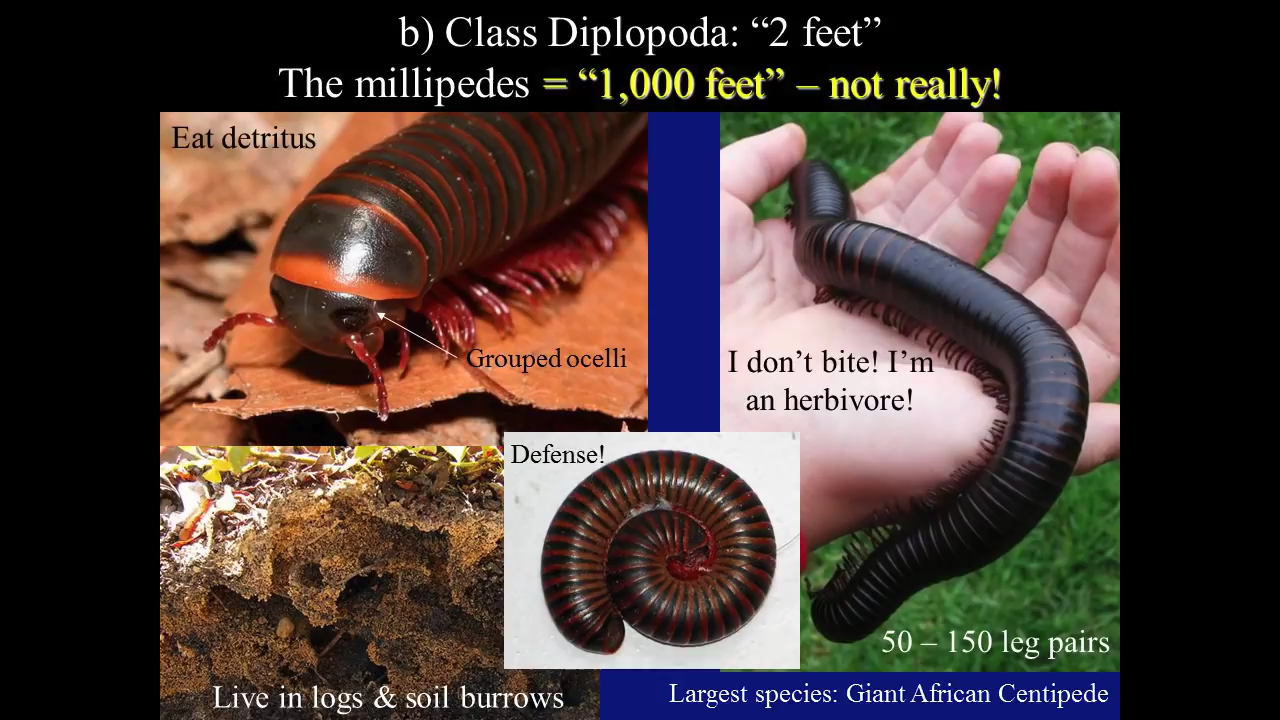 b) Class Diplopoda: “2 feet”
The millipedes = “1,000 feet” – not really!
Eat detritus
Grouped ocelli
I don’t bite! I’m
an herbivore!
Defense!
50 – 150 leg pairs
Live in logs & soil burrows
Largest species: Giant African Centipede